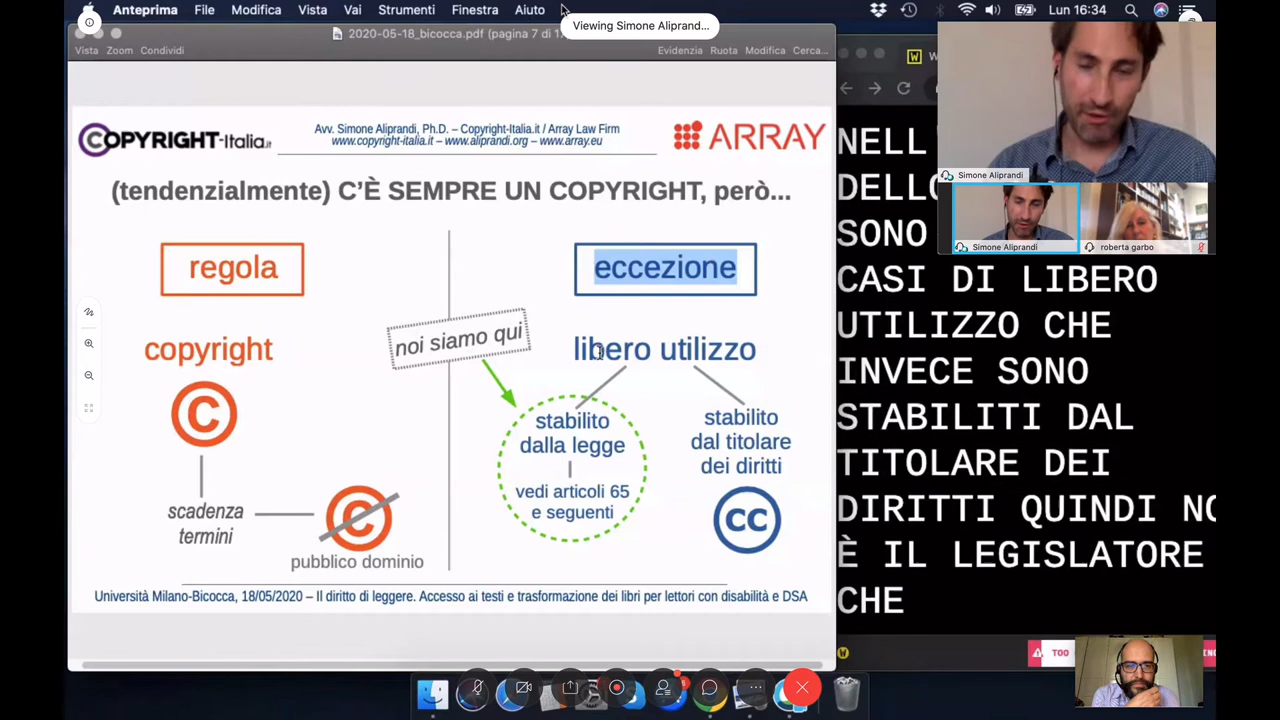 Anteprima File Modifica Vista Vai Strumenti Finestra Aiuto
Lun 16:34
Viewing Simone Aliprand...
2020-05-18_bicocca.pdf (pagina 7 di 1
Vista Zoom Condividi
Evidenzia Ruota Modifica Cerca...
COPYRIGHT-Italia.it
Avv. Simone Aliprandi, Ph.D. – Copyright-Italia.it / Array Law Firm
www.copyright-italia.it – www.aliprandi.org – www.array.eu
ARRAY
(tendenzialmente) C'È SEMPRE UN COPYRIGHT, però...
regola
copyright
C
scadenza
termini
C
pubblico dominio
noi siamo qui
eccezione
libero utilizzo
stabilito
dalla legge
vedi articoli 65
e seguenti
stabilito
dal titolare
dei diritti
cc
Università Milano-Bicocca, 18/05/2020 – Il diritto di leggere. Accesso ai testi e trasformazione dei libri per lettori con disabilità e DSA
W
NELL
DELLO
SONO
CASI DI LIBERO
UTILIZZO CHE
INVECE SONO
STABILITI DAL
TITOLARE DEI
DIRITTI QUINDI NO
È IL LEGISLATORE
CHE
Simone Aliprandi
Simone Aliprandi
roberta garbo
W
TOO